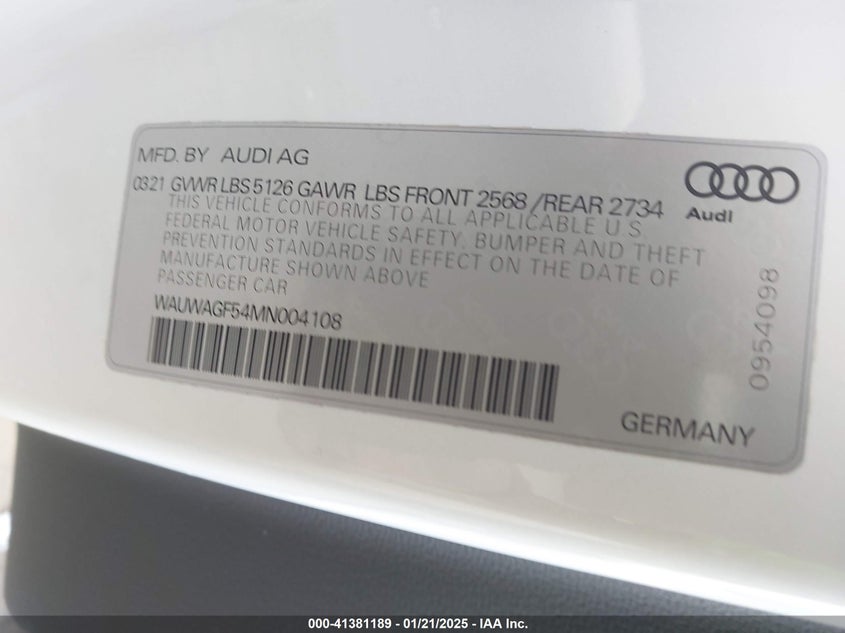 MFD. BY AUDI AG
0321 GVWR LBS 5126 GAWR LBS FRONT 2568 /REAR 2734
THIS VEHICLE CONFORMS TO ALL APPLICABLE U.S.
FEDERAL MOTOR VEHICLE SAFETY, BUMPER AND THEFT
PREVENTION STANDARDS IN EFFECT ON THE DATE OF
MANUFACTURE SHOWN ABOVE
PASSENGER CAR
WAUWAGF54MN004108
Audi
0954098
GERMANY
000-41381189 - 01/21/2025 - IAA Inc.